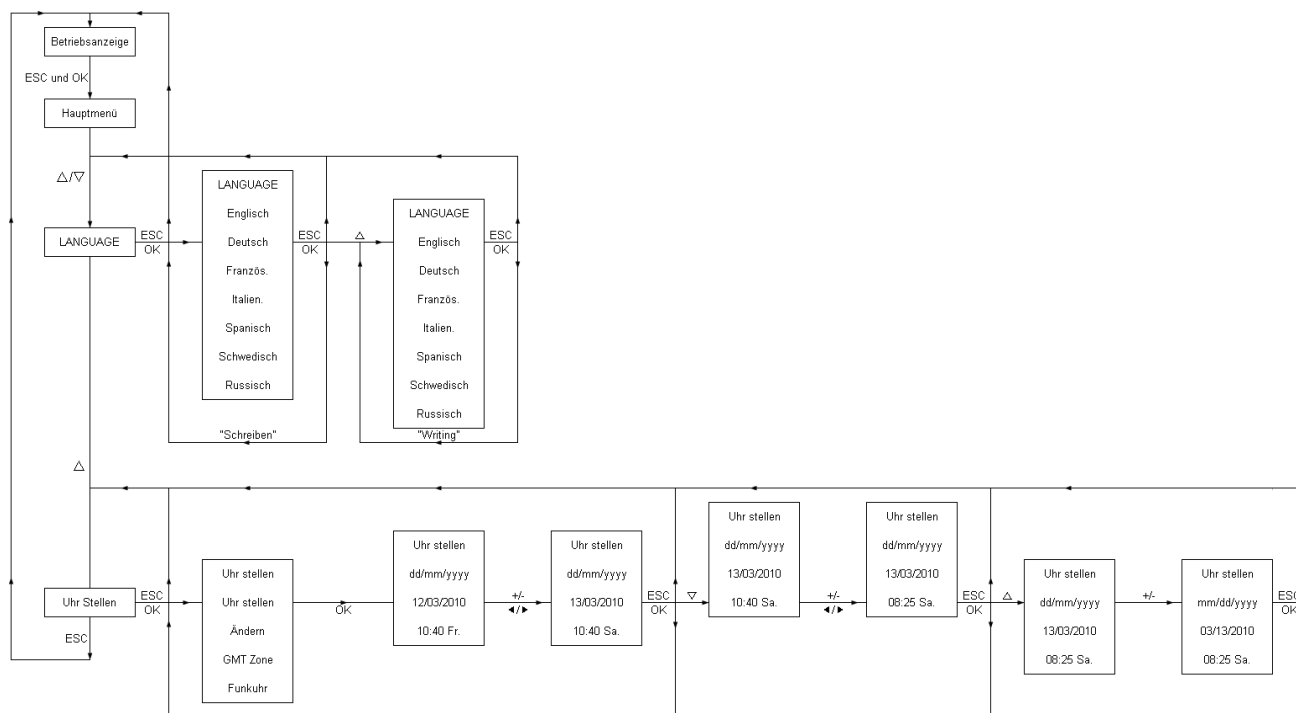 Betriebsanzeige
ESC und OK
Hauptmenü
△/▽
LANGUAGE
ESC
OK
LANGUAGE
Englisch
Deutsch
Französ.
Italien.
Spanisch
Schwedisch
Russisch
"Schreiben"
ESC
OK
△
LANGUAGE
Englisch
Deutsch
Französ.
Italien.
Spanisch
Schwedisch
Russisch
"Writing"
ESC
OK
△
Uhr Stellen
ESC
ESC
OK
Uhr stellen
Uhr stellen
Ändern
GMT Zone
Funkuhr
OK
Uhr stellen
dd/mm/yyyy
12/03/2010
10:40 Fr.
+/-
◄/►
Uhr stellen
dd/mm/yyyy
13/03/2010
10:40 Sa.
ESC
OK
▽
Uhr stellen
dd/mm/yyyy
13/03/2010
10:40 Sa.
+/-
◄/►
Uhr stellen
dd/mm/yyyy
13/03/2010
08:25 Sa.
ESC
OK
△
Uhr stellen
dd/mm/yyyy
13/03/2010
08:25 Sa.
+/-
Uhr stellen
mm/dd/yyyy
03/13/2010
08:25 Sa.
ESC
OK